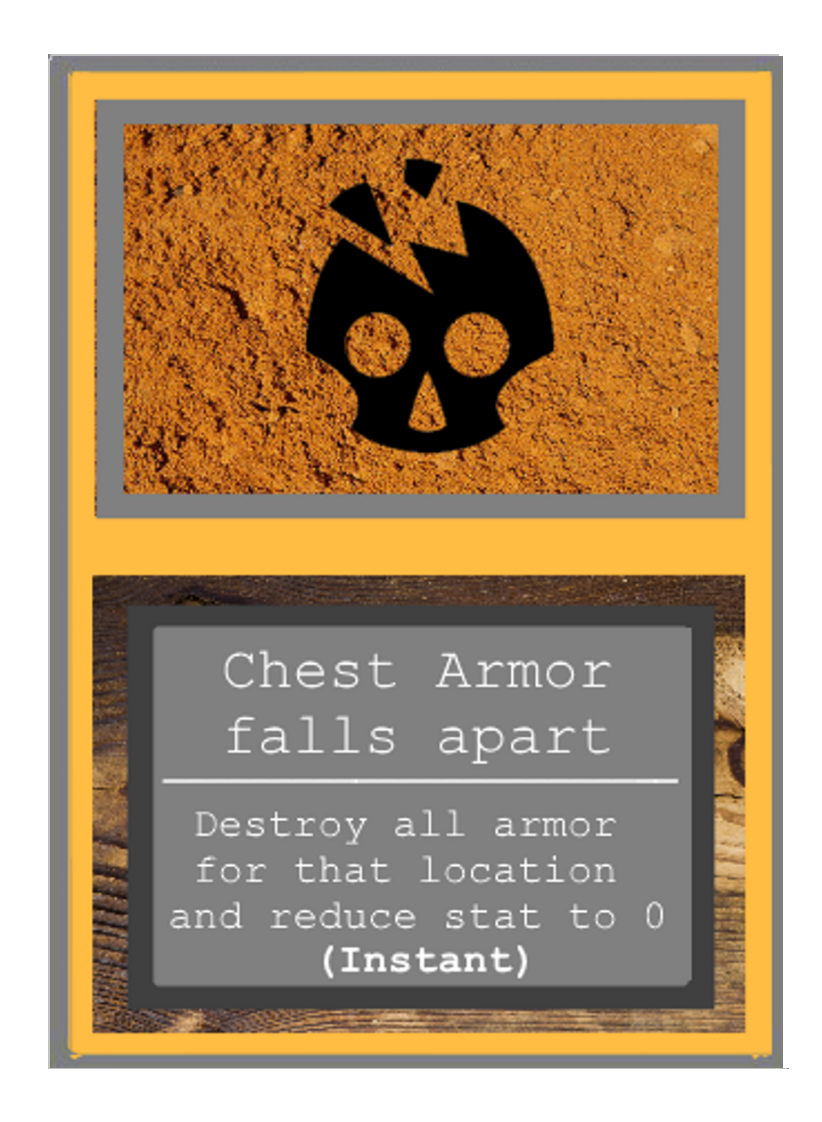 Chest Armor
falls apart
Destroy all armor
for that location
and reduce stat to 0
(Instant)